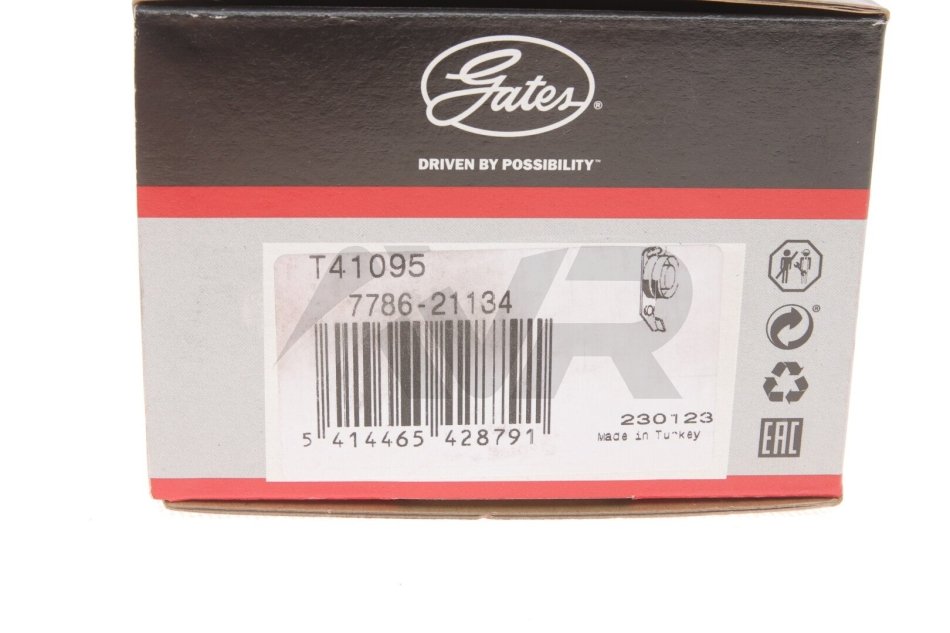 Gates®
DRIVEN BY POSSIBILITY™
T41095
7786-21134
5 414465 428791
230123
Made in Turkey
®
EAC